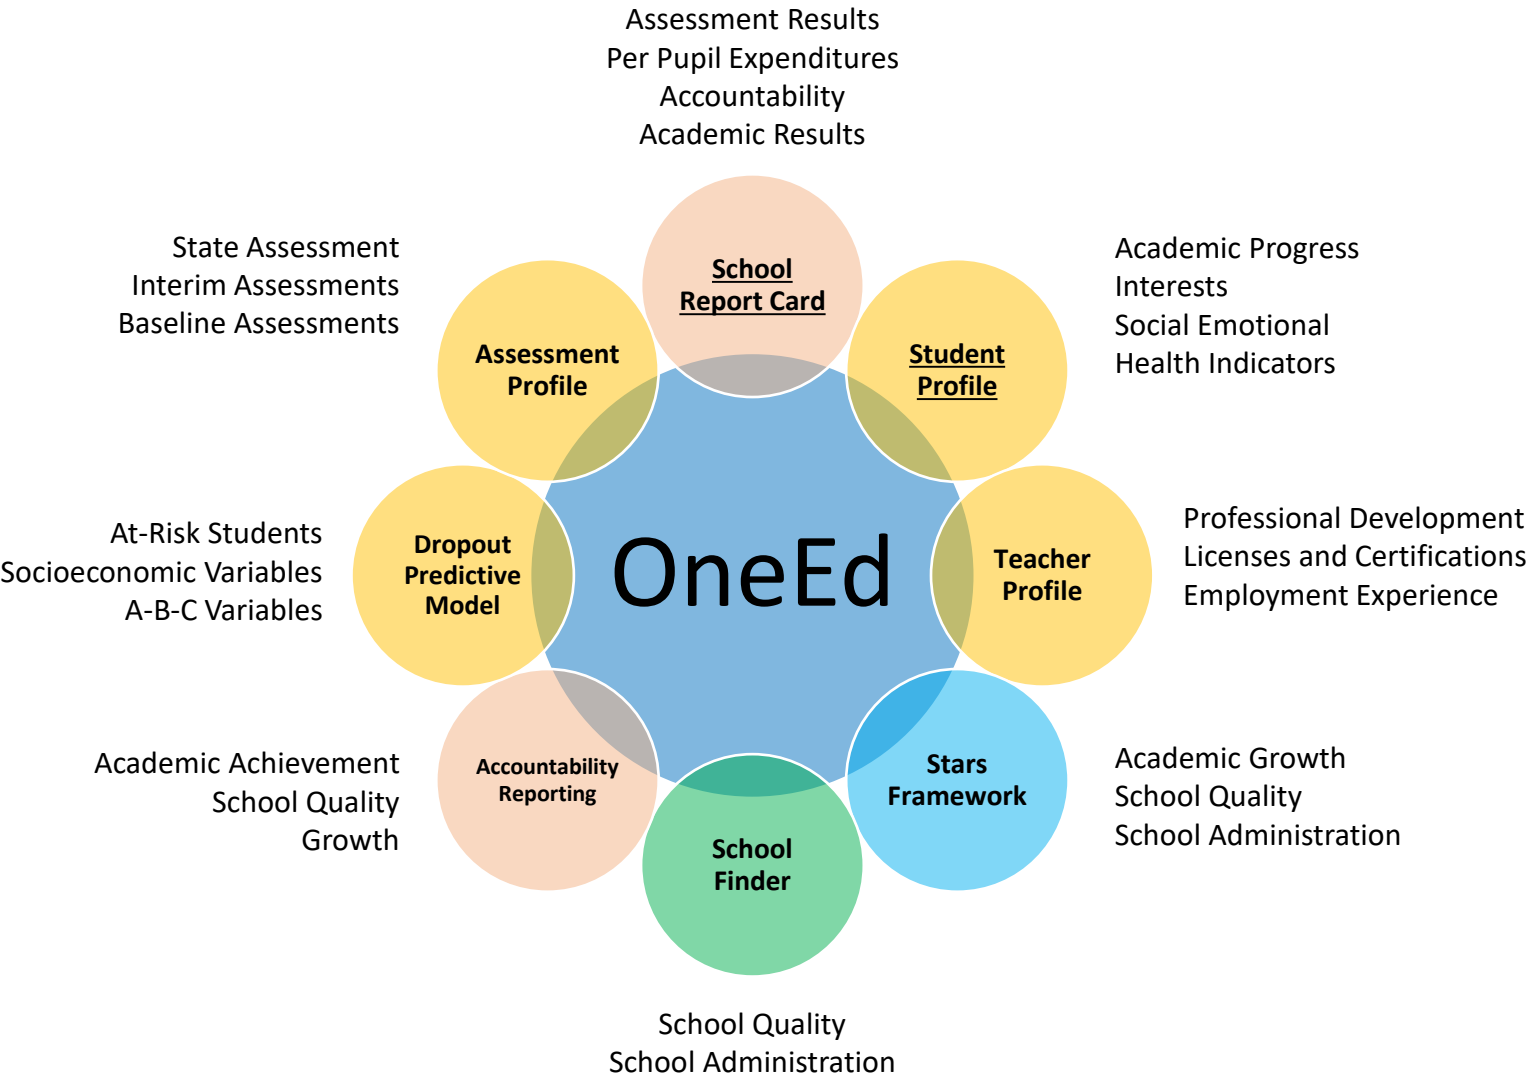 Assessment Results
Per Pupil Expenditures
Accountability
Academic Results
School
Report Card
State Assessment
Interim Assessments
Baseline Assessments
Assessment
Profile
Student
Profile
Academic Progress
Interests
Social Emotional
Health Indicators
At-Risk Students
Socioeconomic Variables
A-B-C Variables
Dropout
Predictive
Model
OneEd
Teacher
Profile
Professional Development
Licenses and Certifications
Employment Experience
Academic Achievement
School Quality
Growth
Accountability
Reporting
School
Finder
Stars
Framework
Academic Growth
School Quality
School Administration
School Quality
School Administration